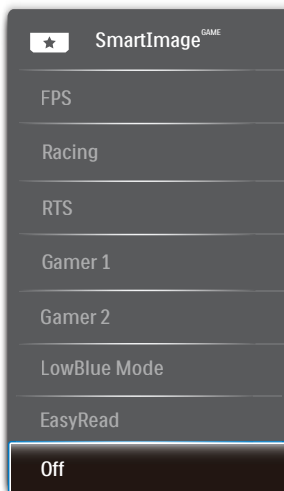 SmartImage GAME
FPS
Racing
RTS
Gamer 1
Gamer 2
LowBlue Mode
EasyRead
Off